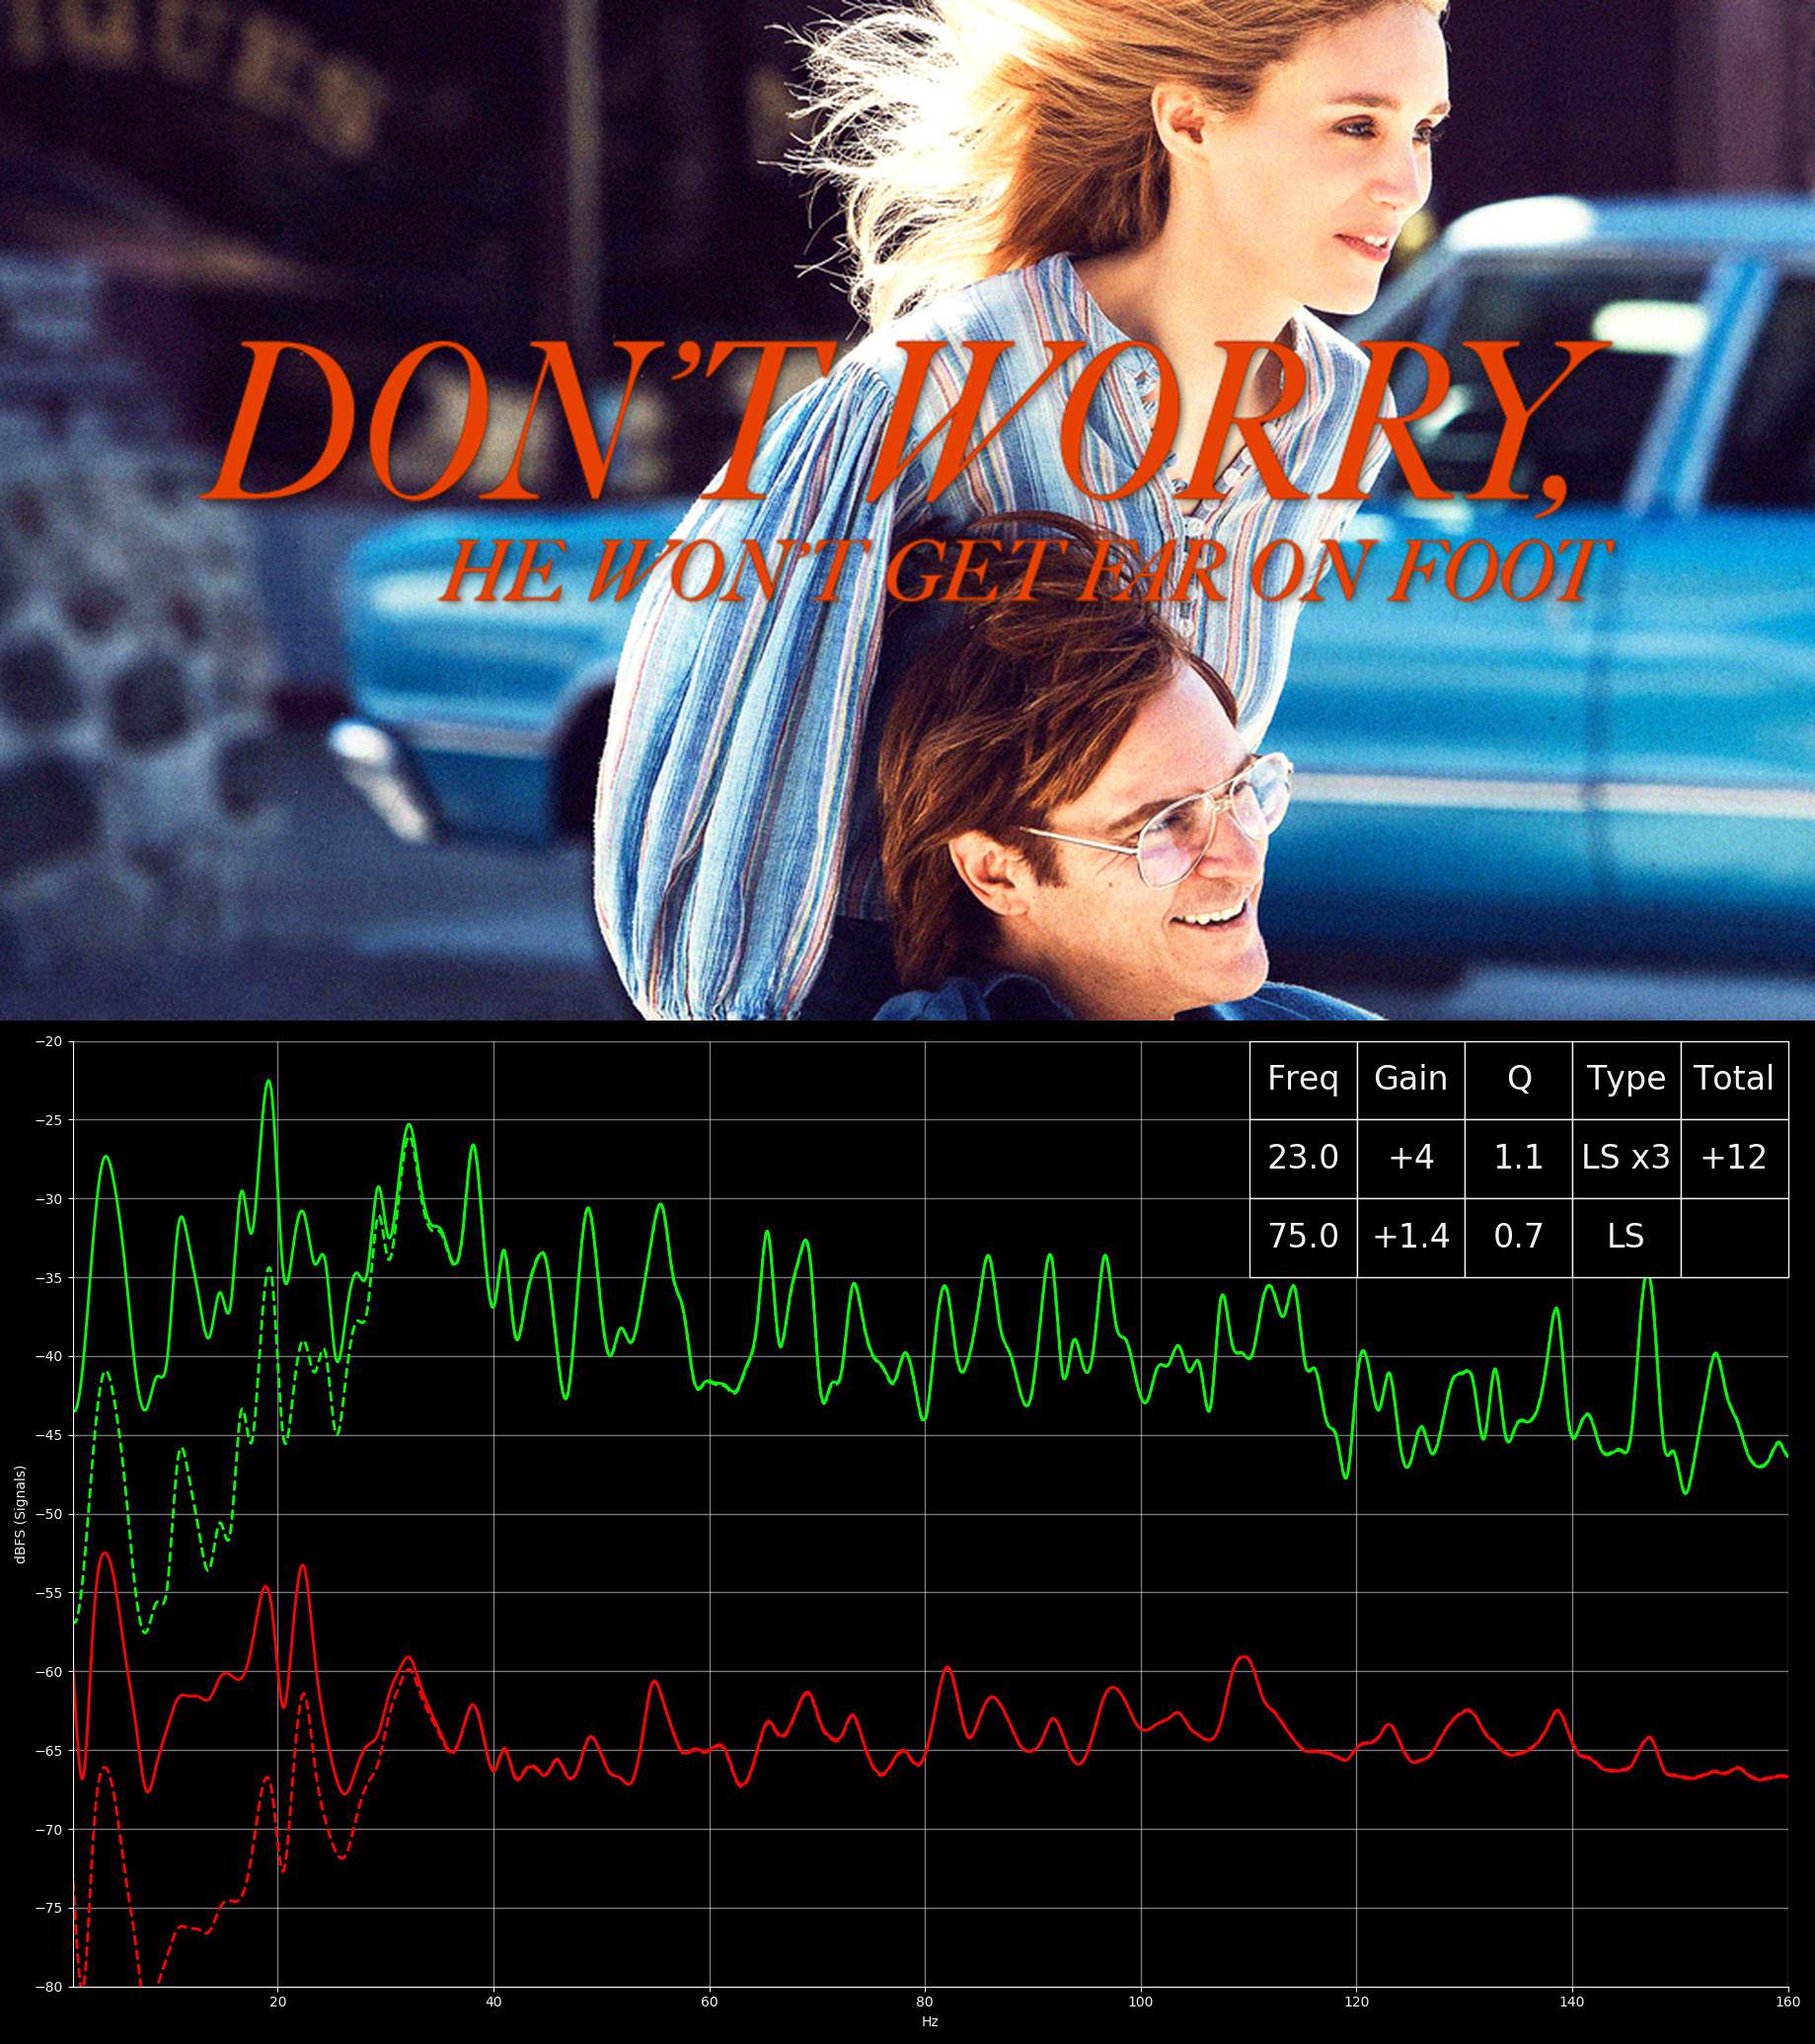 DON'T WORRY,
HE WON'T GET FAR ON FOOT
Freq Gain Q Type Total
23.0 +4 1.1 LS x3 +12
75.0 +1.4 0.7 LS
−20
−25
−30
−35
−40
−45
−50
−55
−60
−65
−70
−75
−80
dBFS (Signals)
20 40 60 80 100 120 140 160
Hz